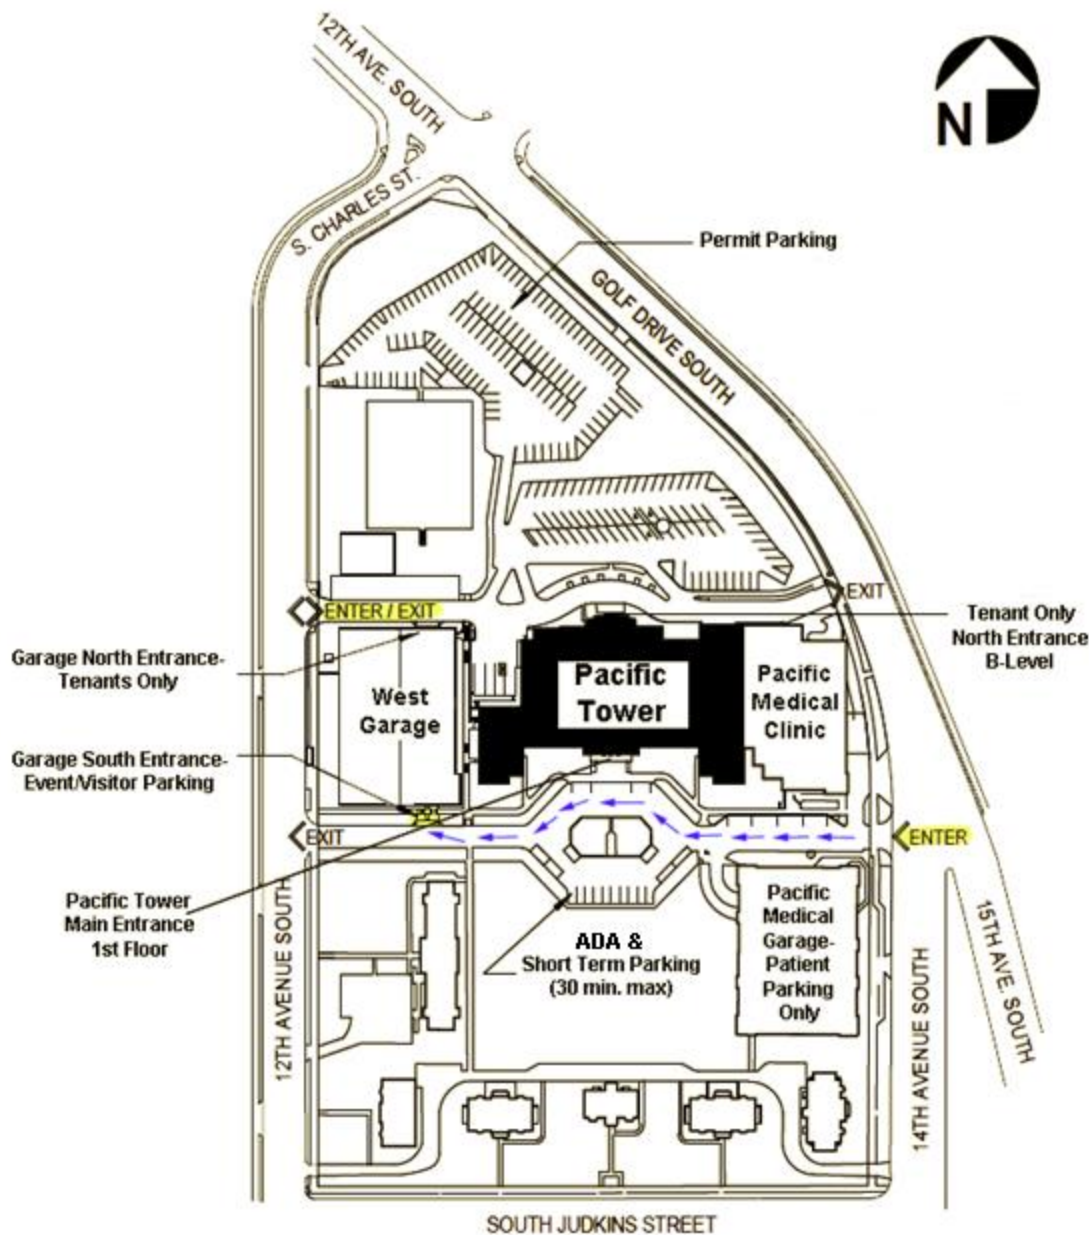 12TH AVE. SOUTH
N
S. CHARLES ST.
Permit Parking
GOLF DRIVE SOUTH
ENTER / EXIT
EXIT
Tenant Only
North Entrance
B-Level
Garage North Entrance-
Tenants Only
West
Garage
Pacific
Tower
Pacific
Medical
Clinic
Garage South Entrance-
Event/Visitor Parking
EXIT
ENTER
Pacific Tower
Main Entrance
1st Floor
12TH AVENUE SOUTH
ADA &
Short Term Parking
(30 min. max)
Pacific
Medical
Garage-
Patient
Parking
Only
14TH AVENUE SOUTH
15TH AVE. SOUTH
SOUTH JUDKINS STREET